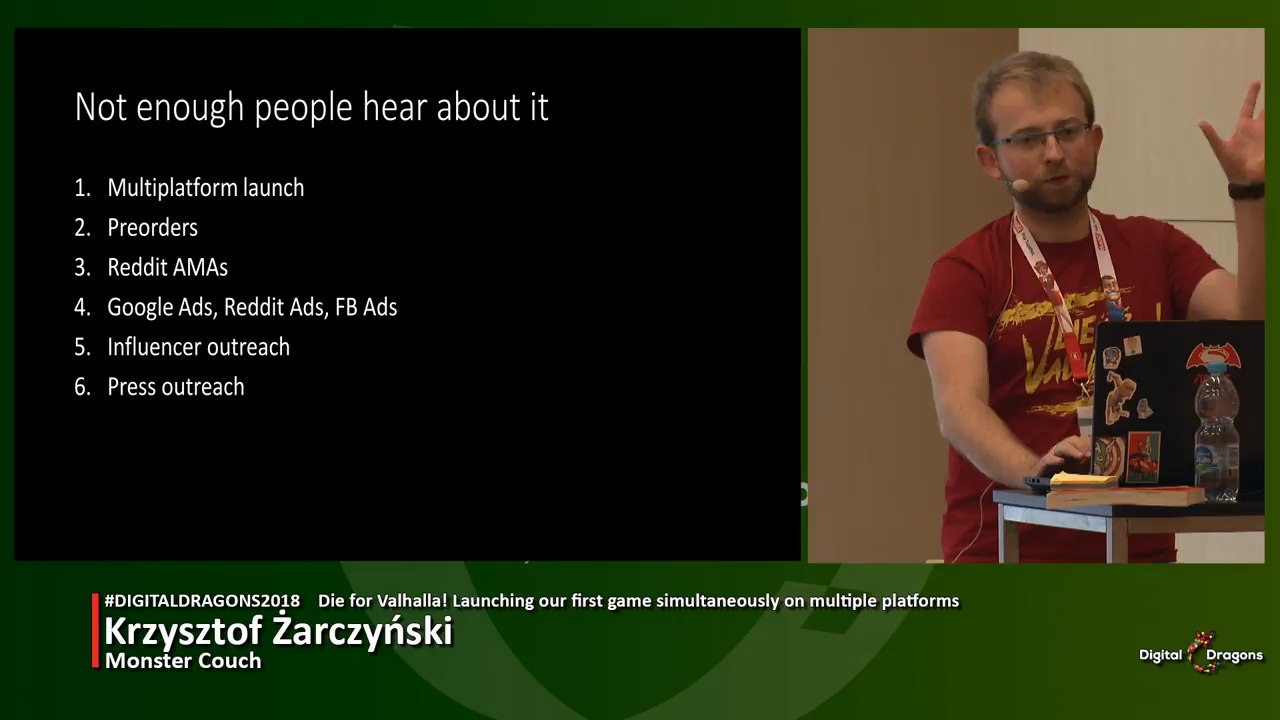 Not enough people hear about it
1. Multiplatform launch
2. Preorders
3. Reddit AMAs
4. Google Ads, Reddit Ads, FB Ads
5. Influencer outreach
6. Press outreach
DIE
#DIGITALDRAGONS2018 Die for Valhalla! Launching our first game simultaneously on multiple platforms
Krzysztof Żarczyński
Monster Couch
Digital Dragons